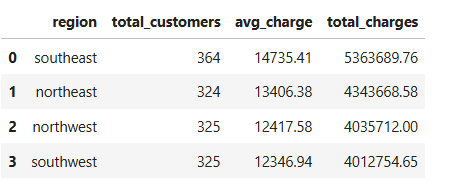 region total_customers avg_charge total_charges
0 southeast 364 14735.41 5363689.76
1 northeast 324 13406.38 4343668.58
2 northwest 325 12417.58 4035712.00
3 southwest 325 12346.94 4012754.65